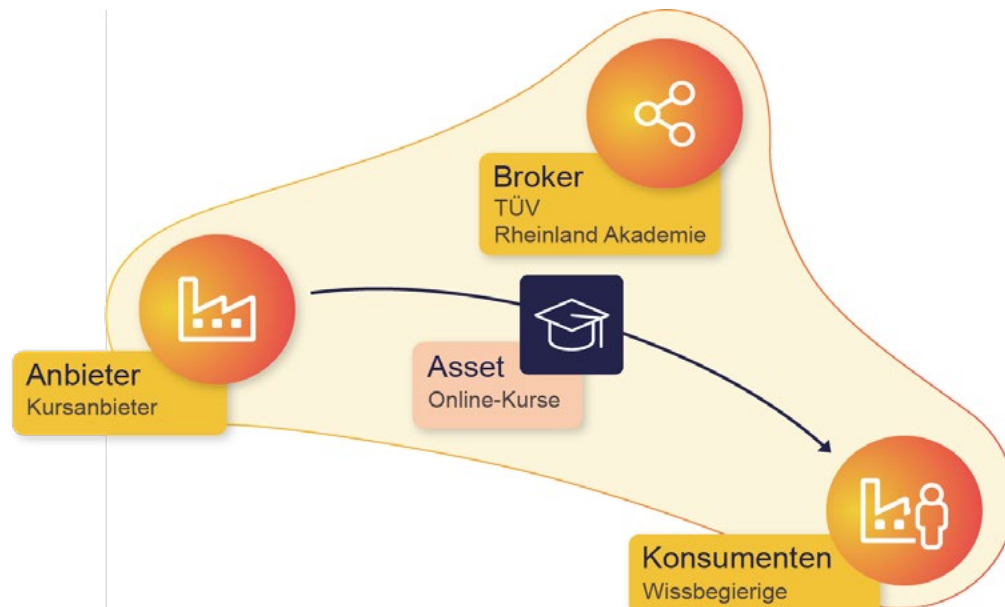 Broker
TÜV
Rheinland Akademie
Anbieter
Kursanbieter
Asset
Online-Kurse
Konsumenten
Wissbegierige